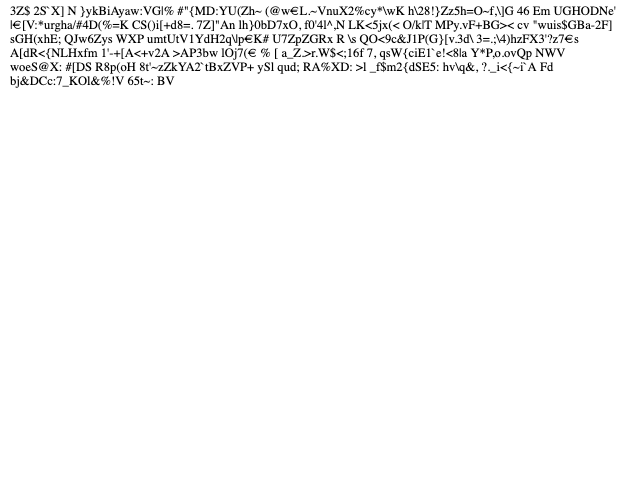 3Z$ 2S`X] N }ykBiAyaw:VG|% #"{MD:YU(Zh~ (@w€L.~VnuX2%cy*\wK h\28!}Zz5h=O~f,\]G 46 Em UGHODNe'
l€[V:*urgha/#4D(%=K CS()i[+d8=. 7Z]"An lh}0bD7xO, f0'4l^,N LK<5jx(< O/k|T MPy.vF+BG>< cv "wuis$GBa-2F]
sGH(xhE; QJw6Zys WXP umtUtV1YdH2q\lp€K# U7ZpZGRx R \s QO<9c&J1P(G}[v.3d\ 3=.;\4)hzFX3'?z7€s
A[dR<{NLHxfm 1'-+[A<+v2A >AP3bw lOj7(€ % [ a_Z.>r.W$<;16f 7, qsW{ciE1`e!<8la Y*P,o.ovQp NWV
woeS@X: #[DS R8p(oH 8t'~zZkYA2`tBxZVP+ ySl qud; RA%XD: >l _f$m2{dSE5: hv\q&, ?._i<{~i`A Fd
bj&DCc:7_KOl&%!V 65t~: BV